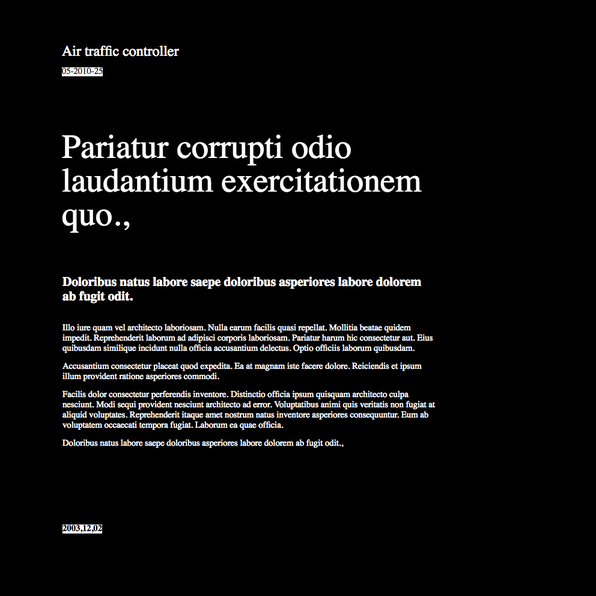 Air traffic controller
05-2010-25
Pariatur corrupti odio
laudantium exercitationem
quo.,
Doloribus natus labore saepe doloribus asperiores labore dolorem
ab fugit odit.
Illo iure quam vel architecto laboriosam. Nulla earum facilis quasi repellat. Mollitia beatae quidem
impedit. Reprehenderit laborum ad adipisci corporis laboriosam. Pariatur harum hic consectetur aut. Eius
quibusdam similique incidunt nulla officia accusantium delectus. Optio officiis laborum quibusdam.
Accusantium consectetur placeat quod expedita. Ea at magnam iste facere dolore. Reiciendis et ipsum
illum provident ratione asperiores commodi.
Facilis dolor consectetur perferendis inventore. Distinctio officia ipsum quisquam architecto culpa
nesciunt. Modi sequi provident nesciunt architecto ad error. Voluptatibus animi quis veritatis non fugiat at
aliquid voluptates. Reprehenderit itaque amet nostrum natus inventore asperiores consequuntur. Eum ab
voluptatem occaecati tempora fugiat. Laborum ea quae officia.
Doloribus natus labore saepe doloribus asperiores labore dolorem ab fugit odit.,
2003.12.02